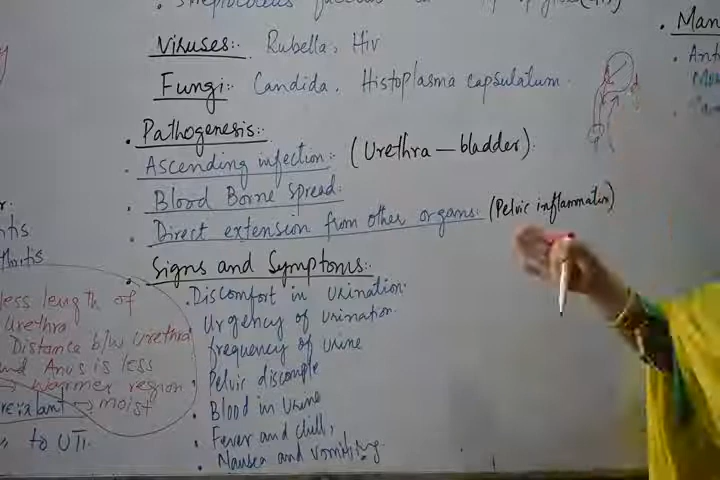 Streptococcus
Viruses:- Rubella, Hiv
Fungi:- Candida, Histoplasma capsulatum.
. Pathogenesis:-
. Ascending infection:- (Urethra — bladder).
. Blood Borne Spread.
. Direct extension from other organs:- (Pelvic inflammation)
. Signs and Symptoms:-
. Discomfort in urination.
Urgency of urination.
frequency of urine
. Pelvic
. Blood in urine
. Fever and chill,
. Nausea and vomiting.
less length of
Urethra
Distance b/w urethra
and Anus is less
→ warmer region
→ moist
to UTI.
Man